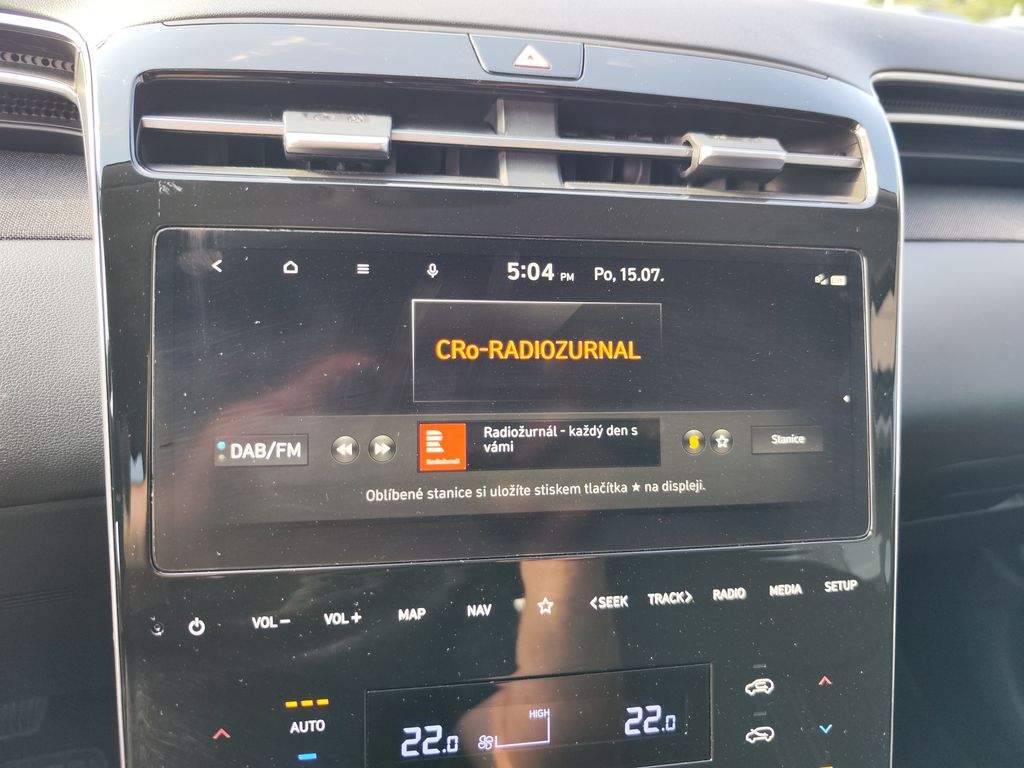 5:04 PM Po, 15.07.
CRo-RADIOZURNAL
DAB/FM
Radiožurnál
Radiožurnál - každý den s
vámi
Stanice
Oblíbené stanice si uložíte stiskem tlačítka ★ na displeji.
VOL− VOL+ MAP NAV ☆ <SEEK TRACK> RADIO MEDIA SETUP
AUTO
HIGH
22.0 22.0